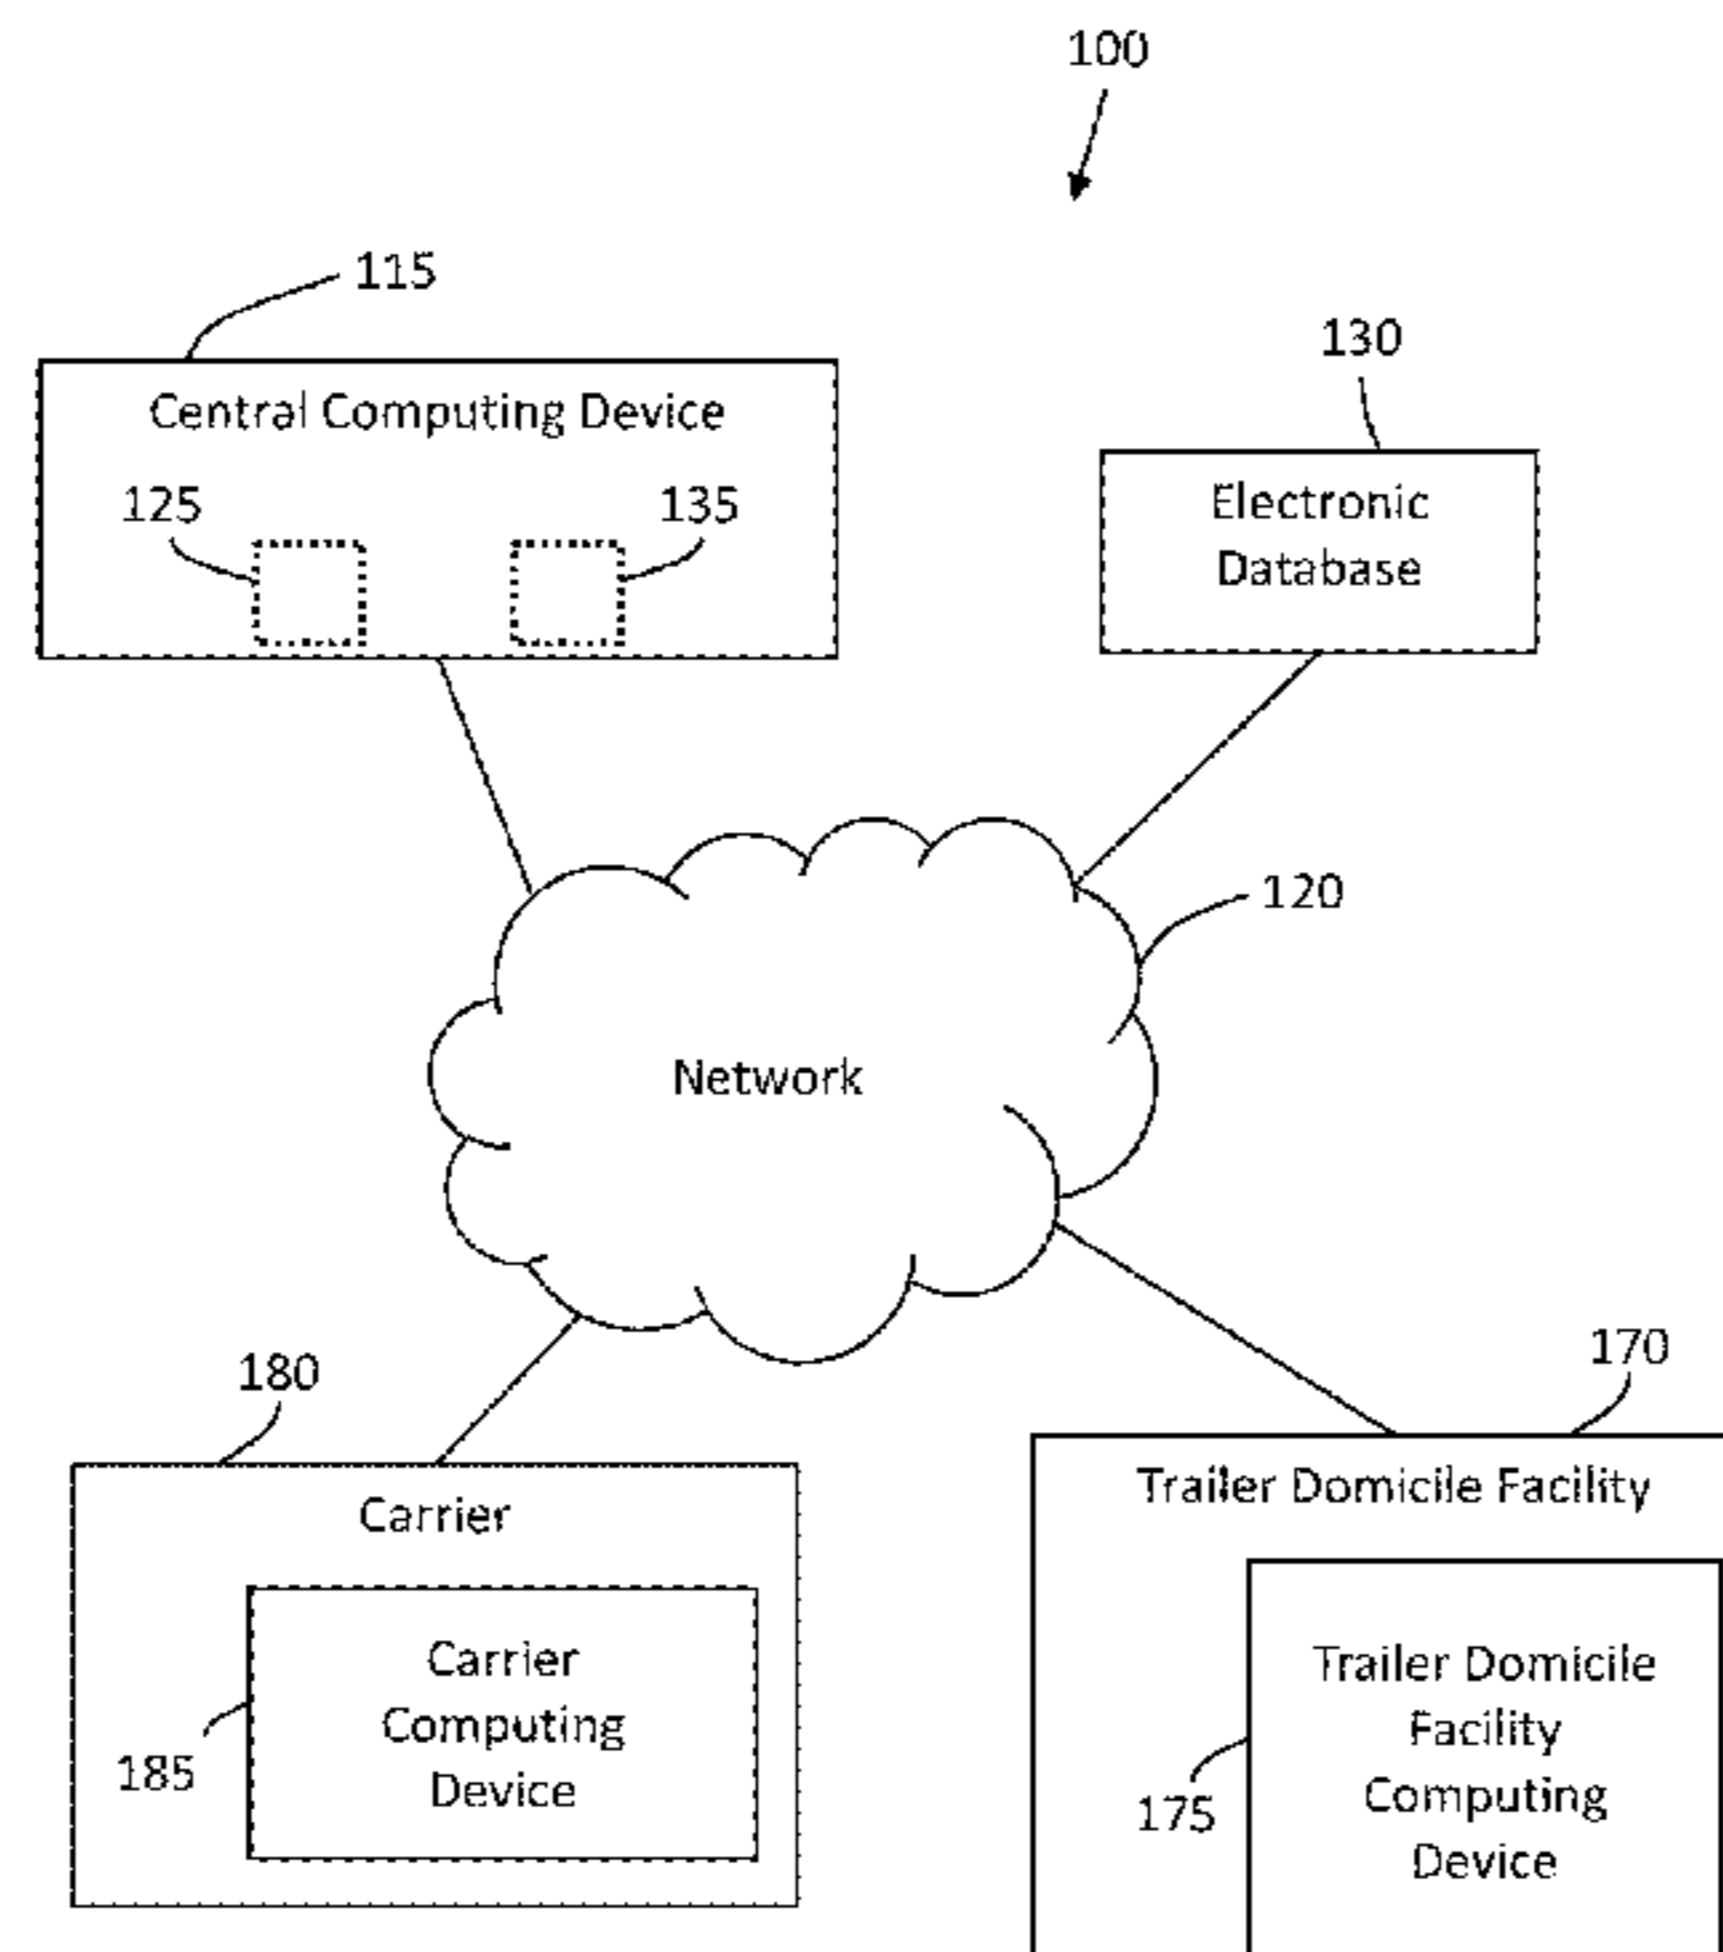 100
115
130
Central Computing Device
125
135
Electronic
Database
120
Network
180
170
Carrier
Trailer Domicile Facility
Carrier
Computing
Device
185
Trailer Domicile
Facility
Computing
Device
175